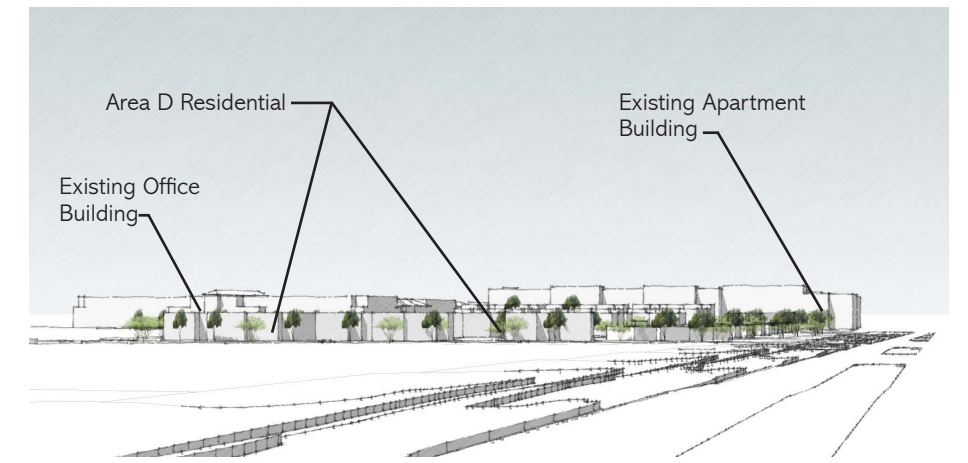 Area D Residential
Existing Apartment
Building
Existing Office
Building